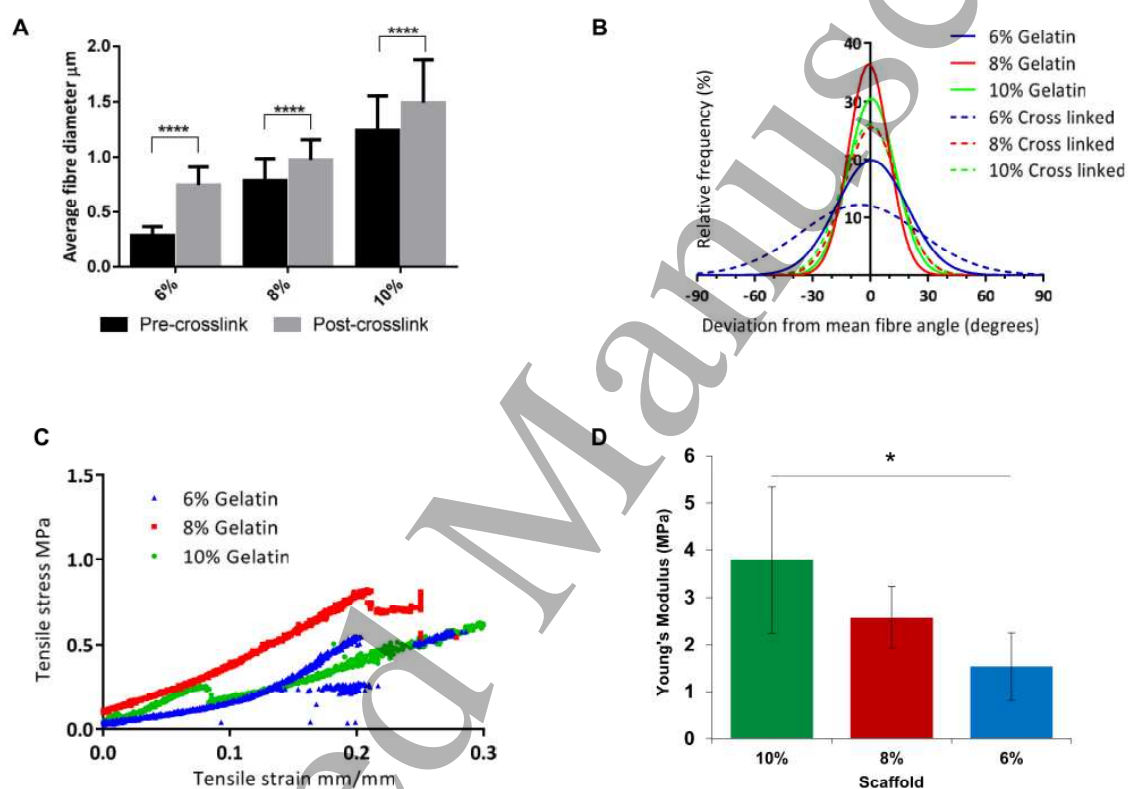 A
Average fibre diameter μm
2.0
1.5
1.0
0.5
0.0
****
****
****
6%
8%
10%
Pre-crosslink
Post-crosslink
B
Relative frequency (%)
40
30
20
10
-90
-60
-30
0
30
60
90
Deviation from mean fibre angle (degrees)
6% Gelatin
8% Gelatin
10% Gelatin
6% Cross linked
8% Cross linked
10% Cross linked
C
Tensile stress MPa
1.5
1.0
0.5
0.0
6% Gelatin
8% Gelatin
10% Gelatin
0.0
0.1
0.2
0.3
Tensile strain mm/mm
D
Young's Modulus (MPa)
6
5
4
3
2
1
0
*
10%
8%
6%
Scaffold